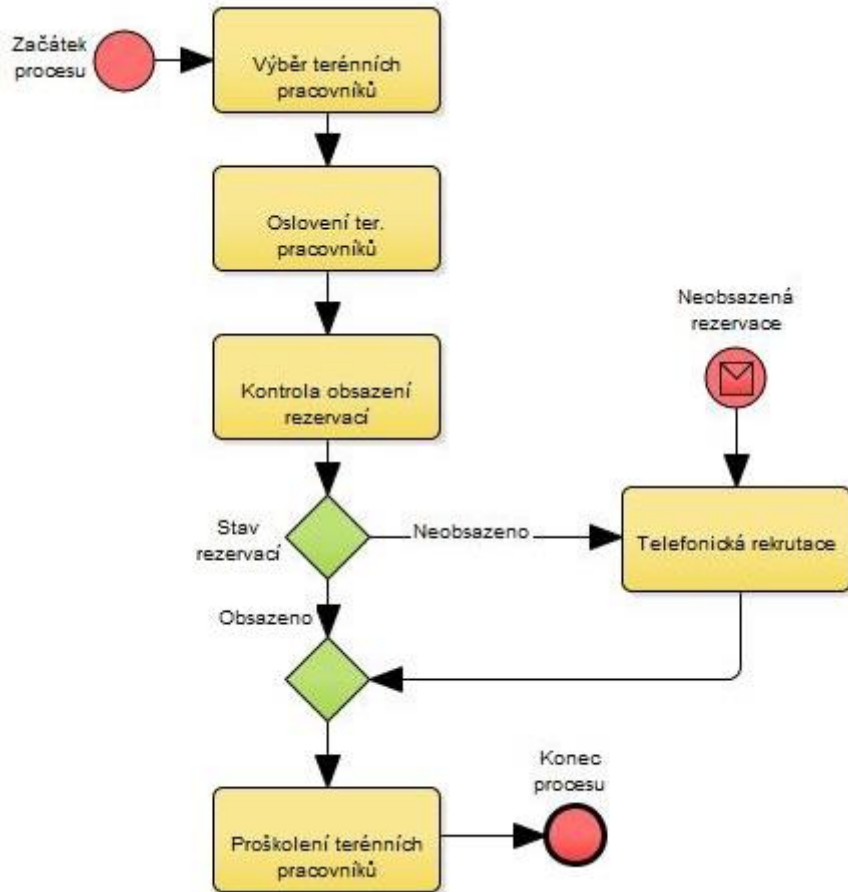 Začátek
procesu
Výběr terénních
pracovníků
Oslovení ter.
pracovníků
Neobsazená
rezervace
Kontrola obsazení
rezervací
Stav
rezervací
Neobsazeno
Telefonická rekrutace
Obsazeno
Konec
procesu
Proškolení terénních
pracovníků